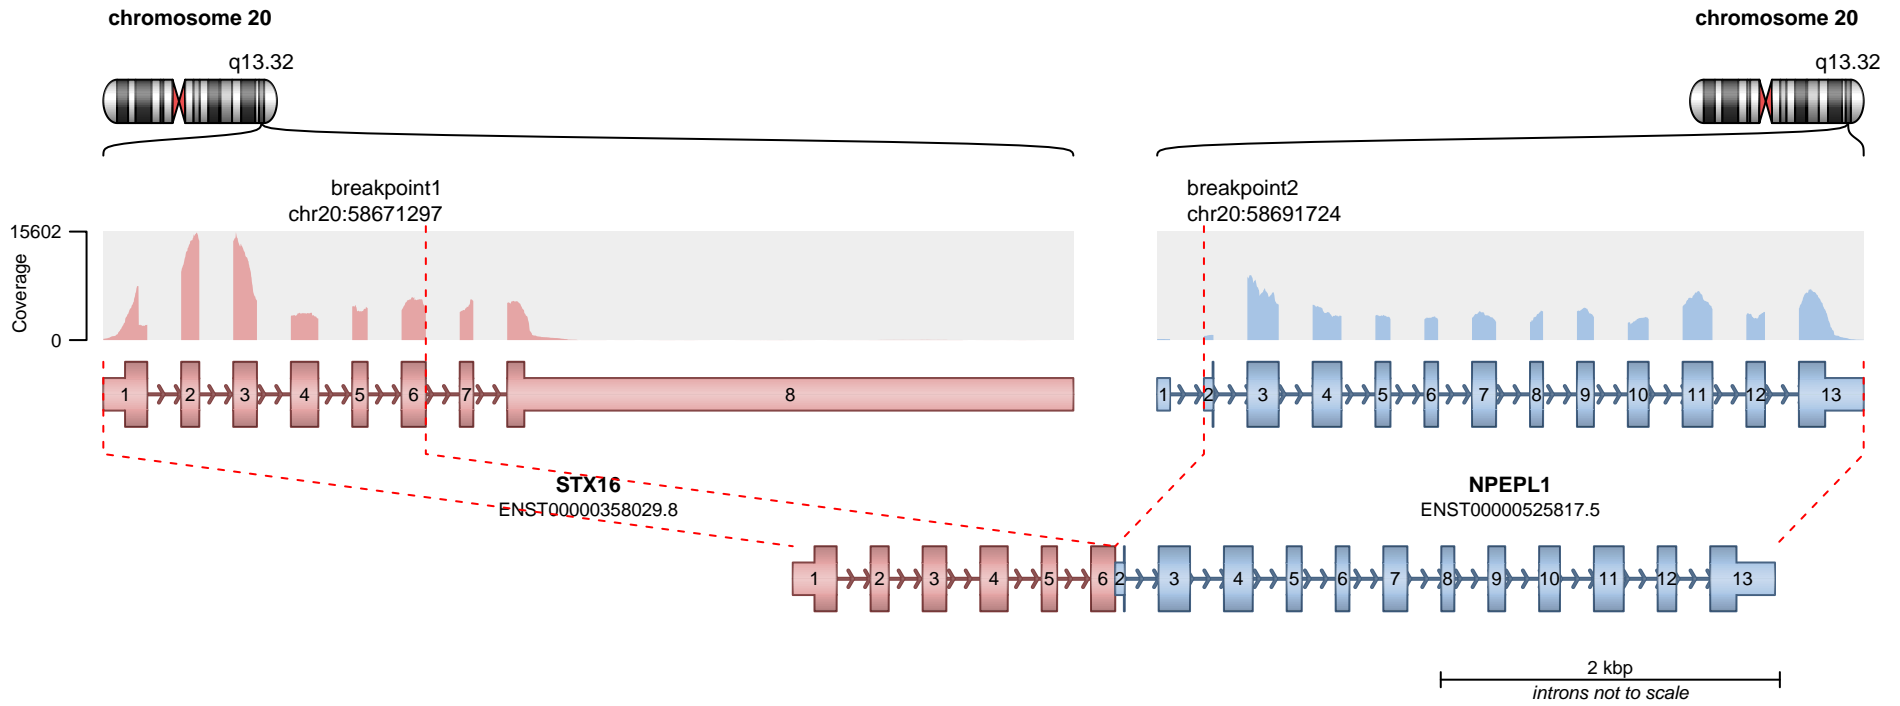 chromosome 20
chromosome 20
q13.32
q13.32
breakpoint1
chr20:58671297
breakpoint2
chr20:58691724
15602
Coverage
0
1 2 3 4 5 6 7 8
1 2 3 4 5 6 7 8 9 10 11 12 13
STX16
ENST00000358029.8
NPEPL1
ENST00000525817.5
1 2 3 4 5 6 2 3 4 5 6 7 8 9 10 11 12 13
2 kbp
introns not to scale